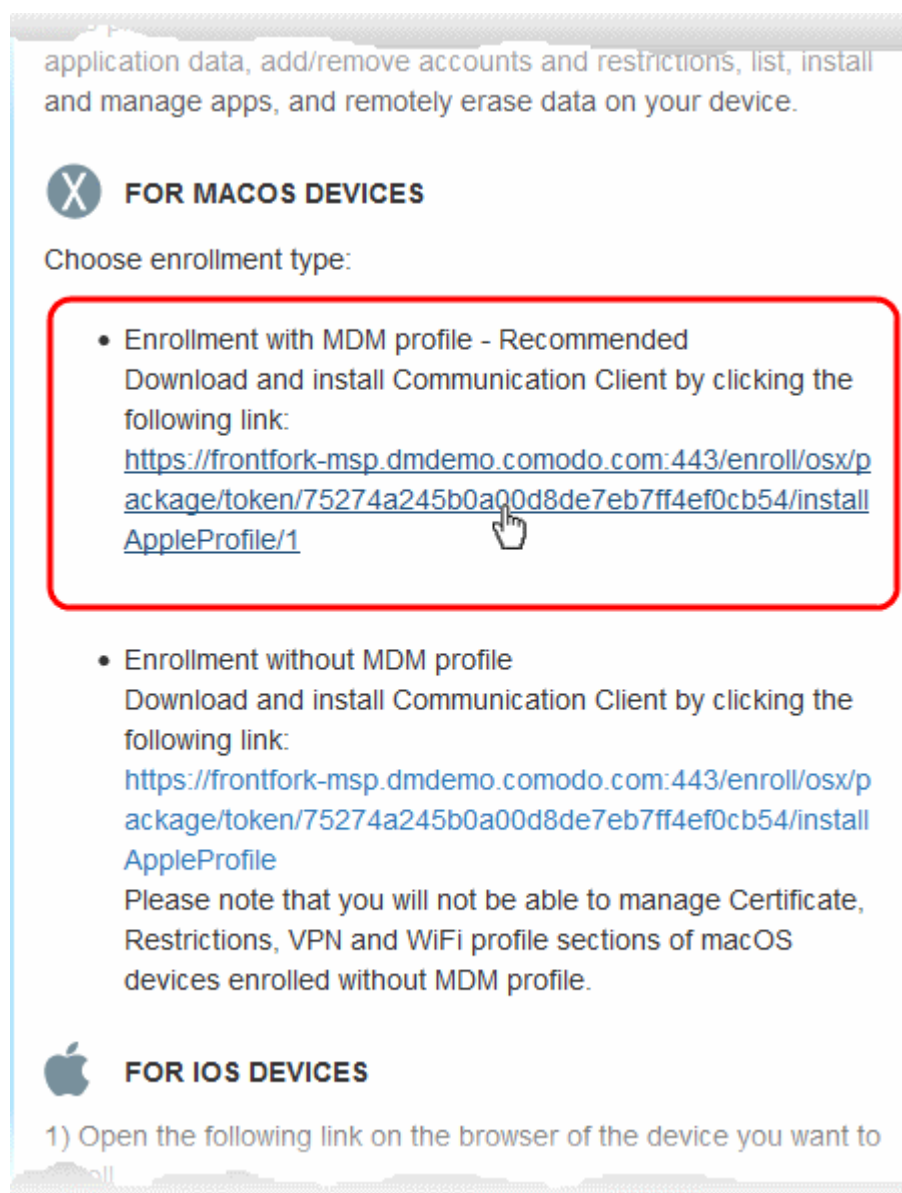 application data, add/remove accounts and restrictions, list, install
and manage apps, and remotely erase data on your device.
X FOR MACOS DEVICES
Choose enrollment type:
• Enrollment with MDM profile - Recommended
Download and install Communication Client by clicking the
following link:
https://frontfork-msp.dmdemo.comodo.com:443/enroll/osx/p
ackage/token/75274a245b0a00d8de7eb7ff4ef0cb54/install
AppleProfile/1
• Enrollment without MDM profile
Download and install Communication Client by clicking the
following link:
https://frontfork-msp.dmdemo.comodo.com:443/enroll/osx/p
ackage/token/75274a245b0a00d8de7eb7ff4ef0cb54/install
AppleProfile
Please note that you will not be able to manage Certificate,
Restrictions, VPN and WiFi profile sections of macOS
devices enrolled without MDM profile.
FOR IOS DEVICES
1) Open the following link on the browser of the device you want to